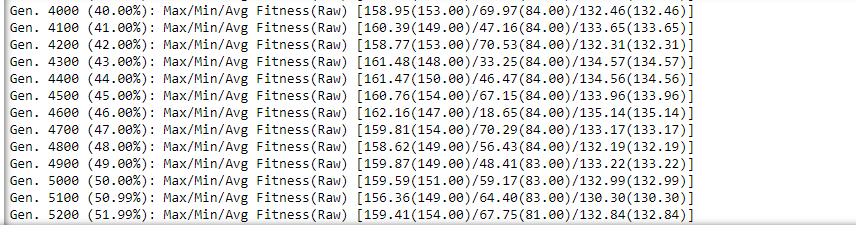 Gen. 4000 (40.00%): Max/Min/Avg Fitness(Raw) [158.95(153.00)/69.97(84.00)/132.46(132.46)]
Gen. 4100 (41.00%): Max/Min/Avg Fitness(Raw) [160.39(149.00)/47.16(84.00)/133.65(133.65)]
Gen. 4200 (42.00%): Max/Min/Avg Fitness(Raw) [158.77(153.00)/70.53(84.00)/132.31(132.31)]
Gen. 4300 (43.00%): Max/Min/Avg Fitness(Raw) [161.48(148.00)/33.25(84.00)/134.57(134.57)]
Gen. 4400 (44.00%): Max/Min/Avg Fitness(Raw) [161.47(150.00)/46.47(84.00)/134.56(134.56)]
Gen. 4500 (45.00%): Max/Min/Avg Fitness(Raw) [160.76(154.00)/67.15(84.00)/133.96(133.96)]
Gen. 4600 (46.00%): Max/Min/Avg Fitness(Raw) [162.16(147.00)/18.65(84.00)/135.14(135.14)]
Gen. 4700 (47.00%): Max/Min/Avg Fitness(Raw) [159.81(154.00)/70.29(84.00)/133.17(133.17)]
Gen. 4800 (48.00%): Max/Min/Avg Fitness(Raw) [158.62(149.00)/56.43(84.00)/132.19(132.19)]
Gen. 4900 (49.00%): Max/Min/Avg Fitness(Raw) [159.87(149.00)/48.41(83.00)/133.22(133.22)]
Gen. 5000 (50.00%): Max/Min/Avg Fitness(Raw) [159.59(151.00)/59.17(83.00)/132.99(132.99)]
Gen. 5100 (50.99%): Max/Min/Avg Fitness(Raw) [156.36(149.00)/64.40(83.00)/130.30(130.30)]
Gen. 5200 (51.99%): Max/Min/Avg Fitness(Raw) [159.41(154.00)/67.75(81.00)/132.84(132.84)]